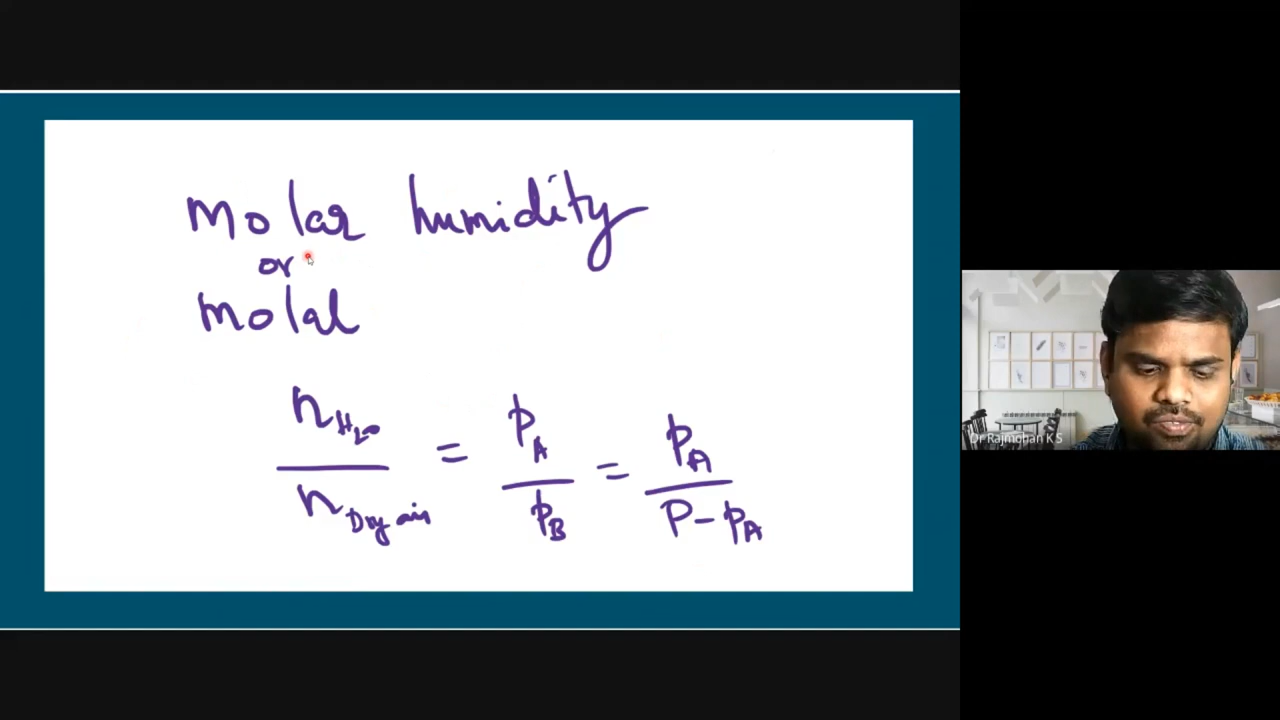 Molar humidity
or
Molal
n_H2O / n_Dry air = p_A / p_B = p_A / P - p_A
Dr Rajmohan K S